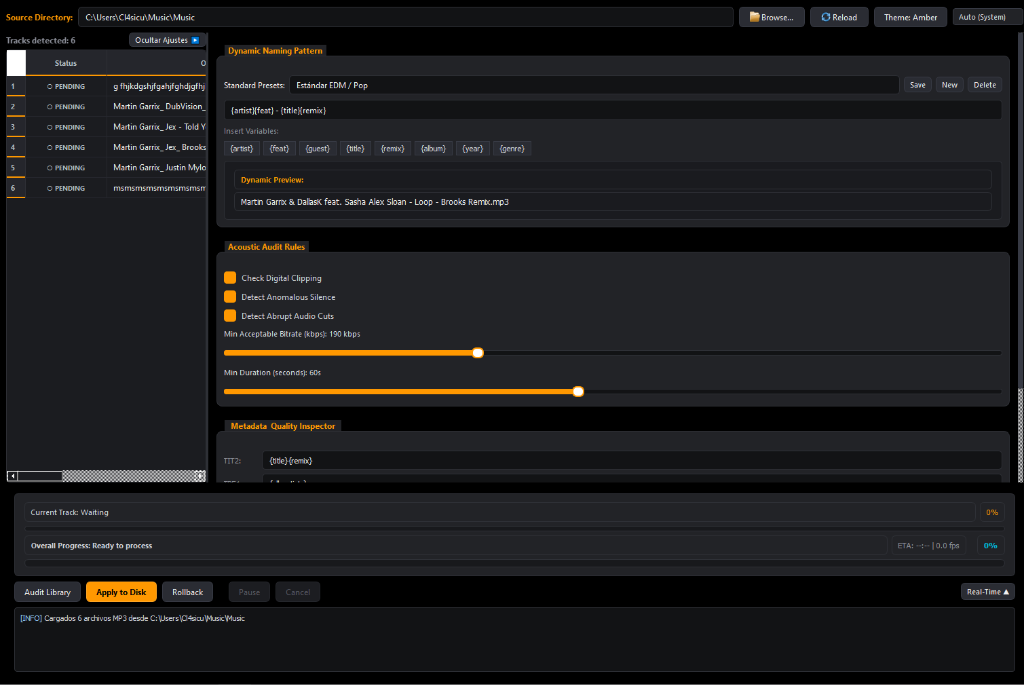 Source Directory: C:\Users\Cl4sicu\Music\Music Browse... Reload Theme: Amber Auto (System)
Tracks detected: 6 Ocultar Ajustes
Status O
1 PENDING g fhjkdgshjfgahjfghdjgfhj
2 PENDING Martin Garrix_ DubVision_
3 PENDING Martin Garrix_ Jex - Told Y
4 PENDING Martin Garrix_ Jex_ Brooks
5 PENDING Martin Garrix_ Justin Mylo
6 PENDING msmsmsmsmsmsmsmsm
Dynamic Naming Pattern
Standard Presets: Estándar EDM / Pop Save New Delete
{artist}{feat} - {title}{remix}
Insert Variables:
{artist} {feat} {guest} {title} {remix} {album} {year} {genre}
Dynamic Preview:
Martin Garrix & DallasK feat. Sasha Alex Sloan - Loop - Brooks Remix.mp3
Acoustic Audit Rules
Check Digital Clipping
Detect Anomalous Silence
Detect Abrupt Audio Cuts
Min Acceptable Bitrate (kbps): 190 kbps
Min Duration (seconds): 60s
Metadata Quality Inspector
TIT2: {title}{remix}
Current Track: Waiting 0%
Overall Progress: Ready to process ETA: --:-- | 0.0 fps 0%
Audit Library Apply to Disk Rollback Pause Cancel Real-Time ▲
[INFO] Cargados 6 archivos MP3 desde C:\Users\Cl4sicu\Music\Music